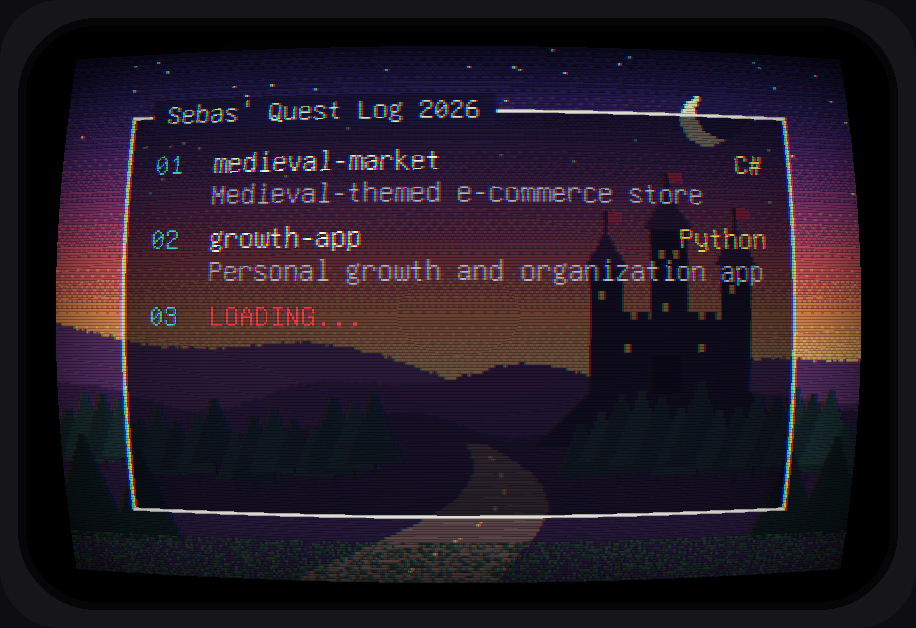 Sebas' Quest Log 2026
01 medieval-market C#
Medieval-themed e-commerce store
02 growth-app Python
Personal growth and organization app
03 LOADING...